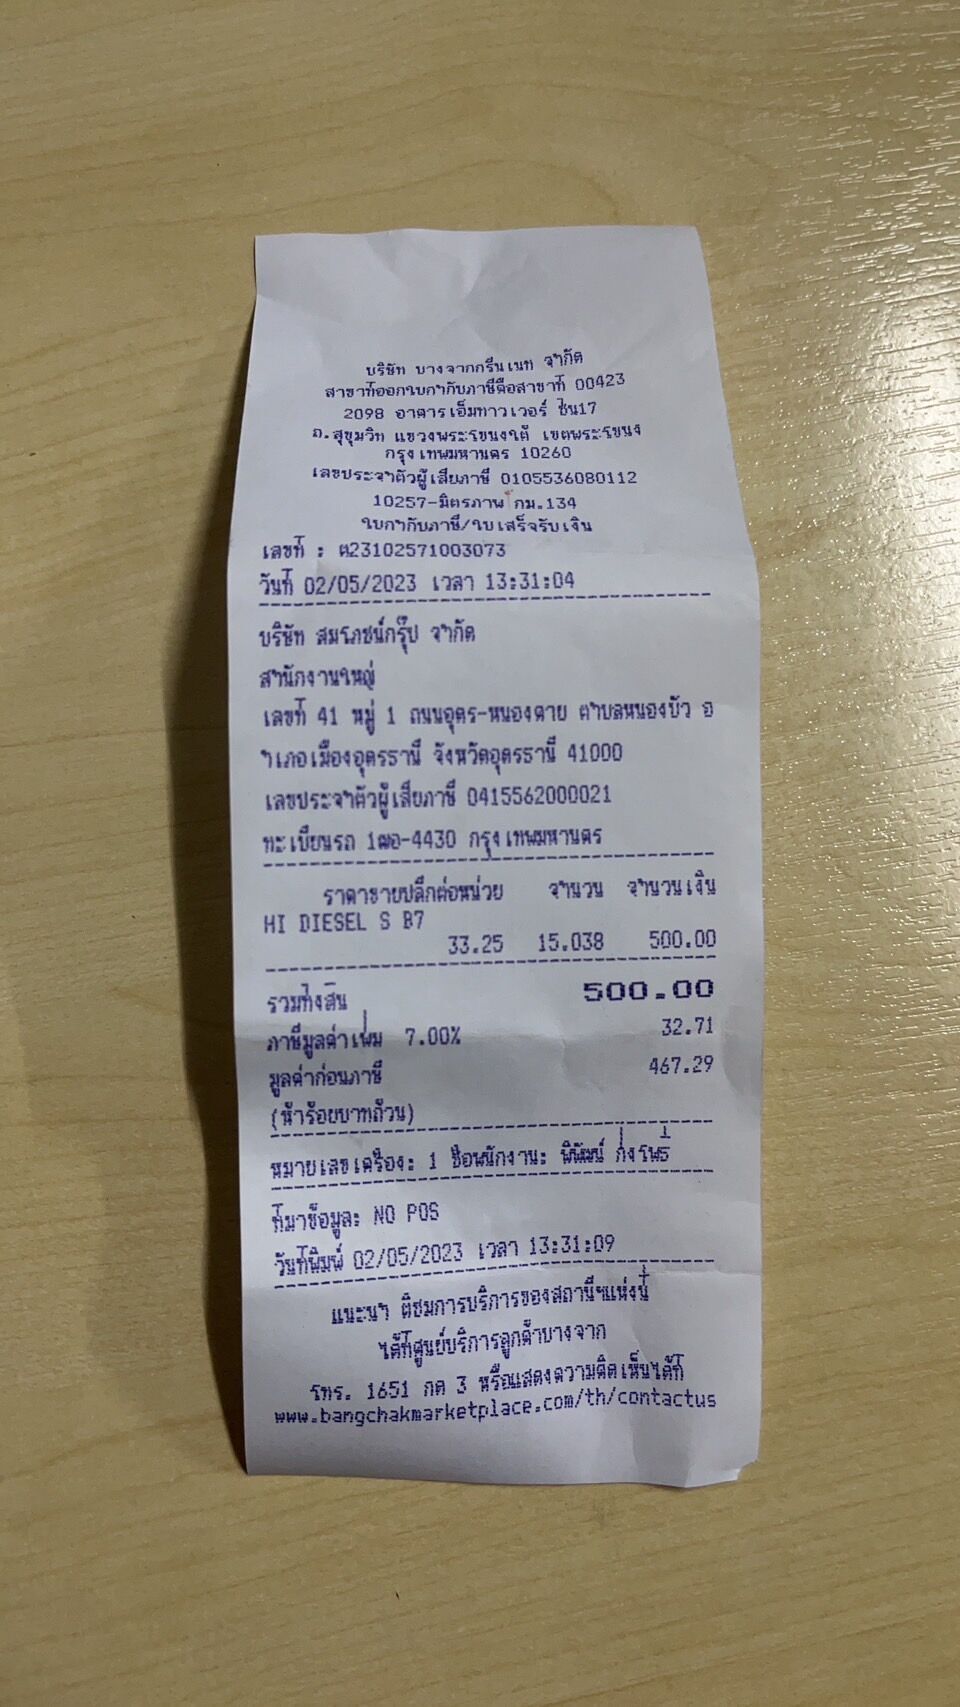 บริษัท บางจากกรีนเนท จำกัด
สาขาที่ออกใบกำกับภาษีคือสาขาที่ 00423
2098 อาคารเอ็มทาวเวอร์ ชั้น17
ถ.สุขุมวิท แขวงพระโขนงใต้ เขตพระโขนง
กรุงเทพมหานคร 10260
เลขประจำตัวผู้เสียภาษี 0105536080112
10257-มิตรภาพ กม.134
ใบกำกับภาษี/ใบเสร็จรับเงิน
เลขที่ : ต23102571003073
วันที่ 02/05/2023 เวลา 13:31:04
บริษัท สมโภชน์กรุ๊ป จำกัด
สำนักงานใหญ่
เลขที่ 41 หมู่ 1 ถนนอุดร-หนองคาย ตำบลหนองบัว อ
ำเภอเมืองอุดรธานี จังหวัดอุดรธานี 41000
เลขประจำตัวผู้เสียภาษี 0415562000021
ทะเบียนรถ 1ฒอ-4430 กรุงเทพมหานคร
ราคาขายปลีกต่อหน่วย จำนวน จำนวนเงิน
HI DIESEL S B7
33.25 15.038 500.00
รวมทั้งสิ้น 500.00
ภาษีมูลค่าเพิ่ม 7.00% 32.71
มูลค่าก่อนภาษี 467.29
(ห้าร้อยบาทถ้วน)
หมายเลขเครื่อง: 1 ชื่อพนักงาน: พิพัฒน์
ที่มาข้อมูล: NO POS
วันที่พิมพ์ 02/05/2023 เวลา 13:31:09
แนะนำ ติชมการบริการของสถานีฯแห่งนี้
ได้ที่ศูนย์บริการลูกค้าบางจาก
โทร. 1651 กด 3 หรือแสดงความคิดเห็นได้ที่
www.bangchakmarketplace.com/th/contactus